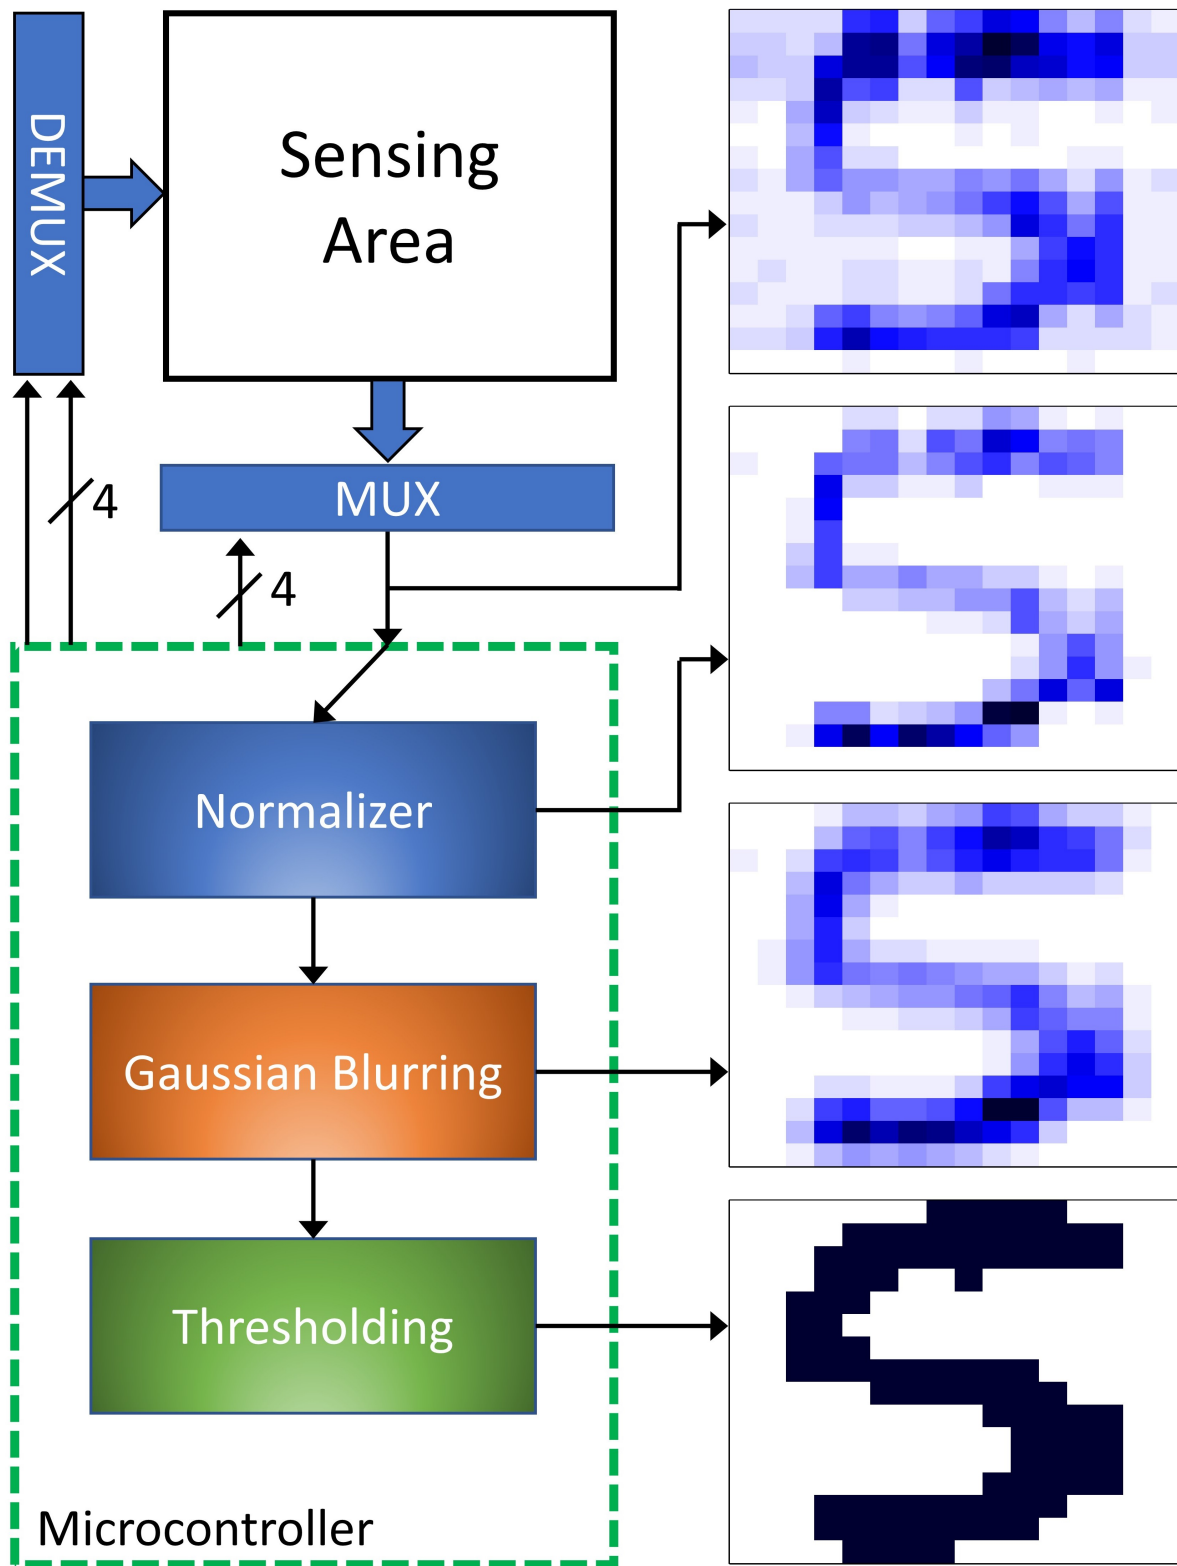 DEMUX
Sensing
Area
MUX
4
4
Normalizer
Gaussian Blurring
Thresholding
Microcontroller